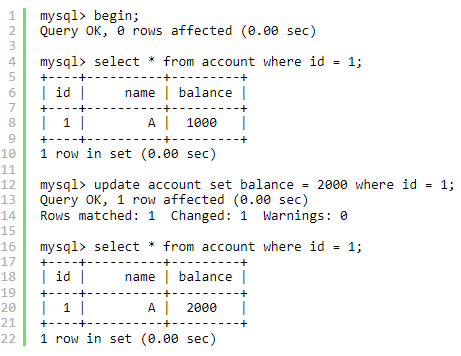 1 mysql> begin;
2 Query OK, 0 rows affected (0.00 sec)
3
4 mysql> select * from account where id = 1;
5 +----+----------+---------+
6 | id |     name | balance |
7 +----+----------+---------+
8 |  1 |        A |  1000   |
9 +----+----------+---------+
10 1 row in set (0.00 sec)
11
12 mysql> update account set balance = 2000 where id = 1;
13 Query OK, 1 row affected (0.00 sec)
14 Rows matched: 1  Changed: 1  Warnings: 0
15
16 mysql> select * from account where id = 1;
17 +----+----------+---------+
18 | id |     name | balance |
19 +----+----------+---------+
20 |  1 |        A |  2000   |
21 +----+----------+---------+
22 1 row in set (0.00 sec)